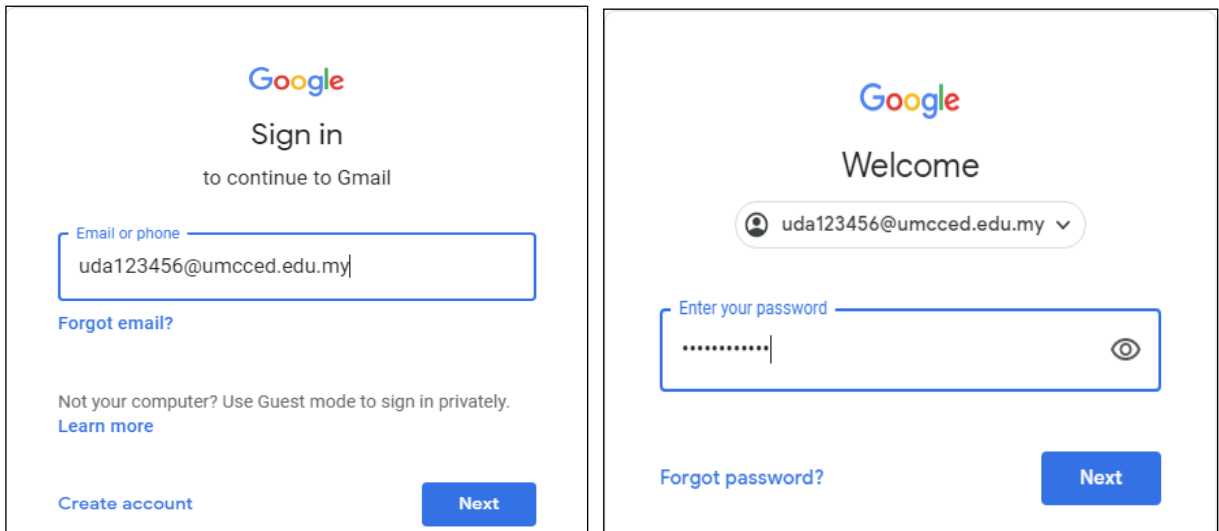 Google
Sign in
to continue to Gmail
Email or phone
uda123456@umcced.edu.my
Forgot email?
Not your computer? Use Guest mode to sign in privately.
Learn more
Create account
Next
Google
Welcome
uda123456@umcced.edu.my
Enter your password
••••••••••••
Forgot password?
Next